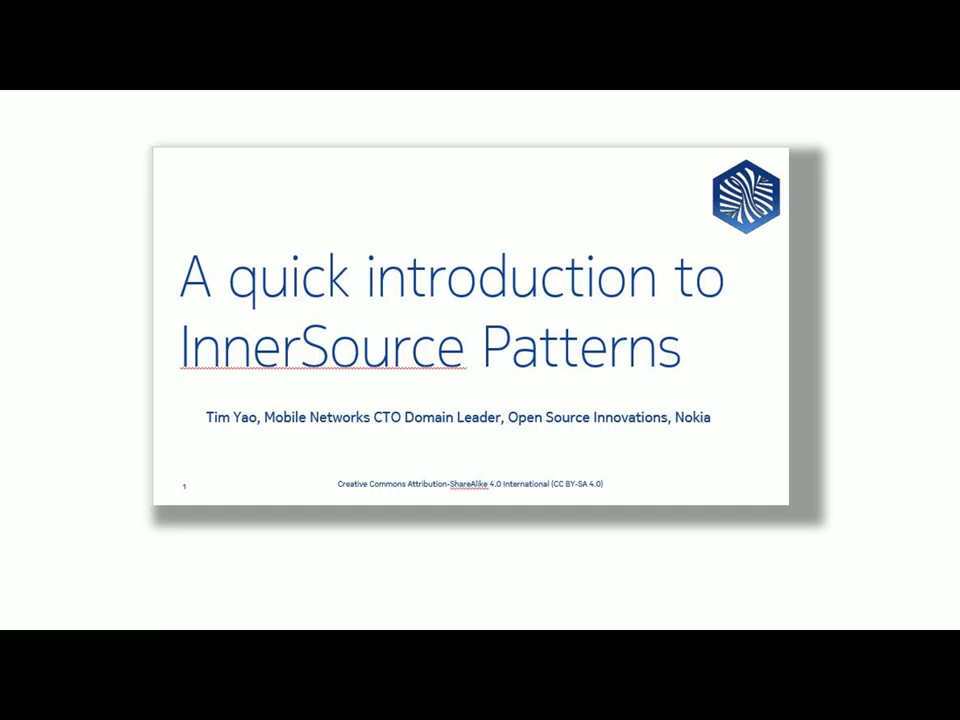 A quick introduction to
InnerSource Patterns
Tim Yao, Mobile Networks CTO Domain Leader, Open Source Innovations, Nokia
1
Creative Commons Attribution-ShareAlike 4.0 International (CC BY-SA 4.0)